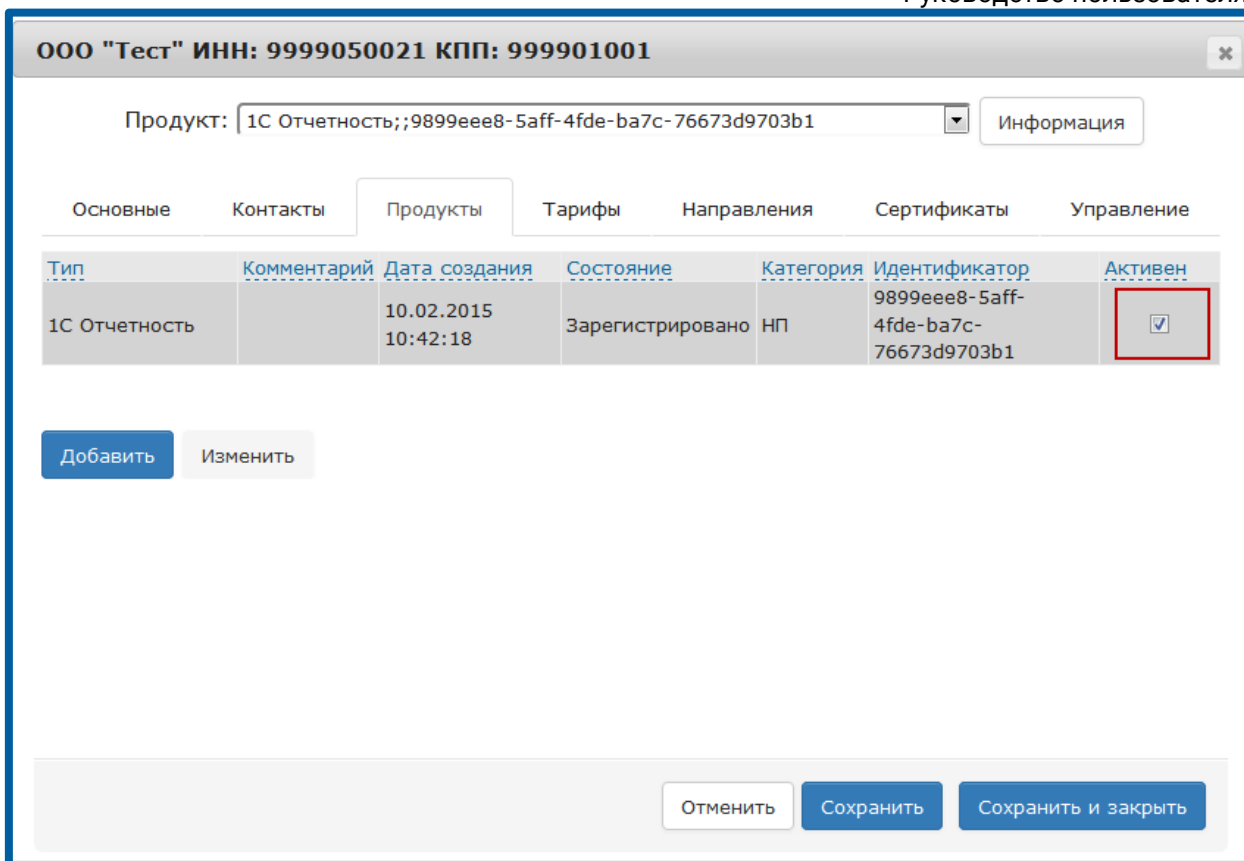 Руководство пользователя
ООО "Тест" ИНН: 9999050021 КПП: 999901001
Продукт: 1С Отчетность;;9899eee8-5aff-4fde-ba7c-76673d9703b1 Информация
Основные Контакты Продукты Тарифы Направления Сертификаты Управление
Тип Комментарий Дата создания Состояние Категория Идентификатор Активен
1С Отчетность 10.02.2015 10:42:18 Зарегистрировано НП 9899eee8-5aff-4fde-ba7c-76673d9703b1
Добавить Изменить
Отменить Сохранить Сохранить и закрыть